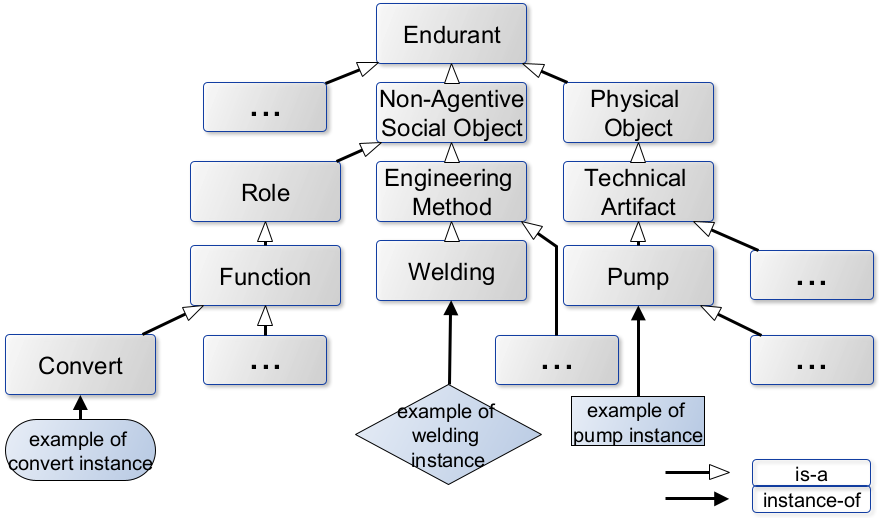 Endurant
...
Non-Agentive
Social Object
Physical
Object
Role
Engineering
Method
Technical
Artifact
Function
Welding
Pump
...
Convert
...
...
...
example of
convert instance
example of
welding
instance
example of
pump instance
is-a
instance-of